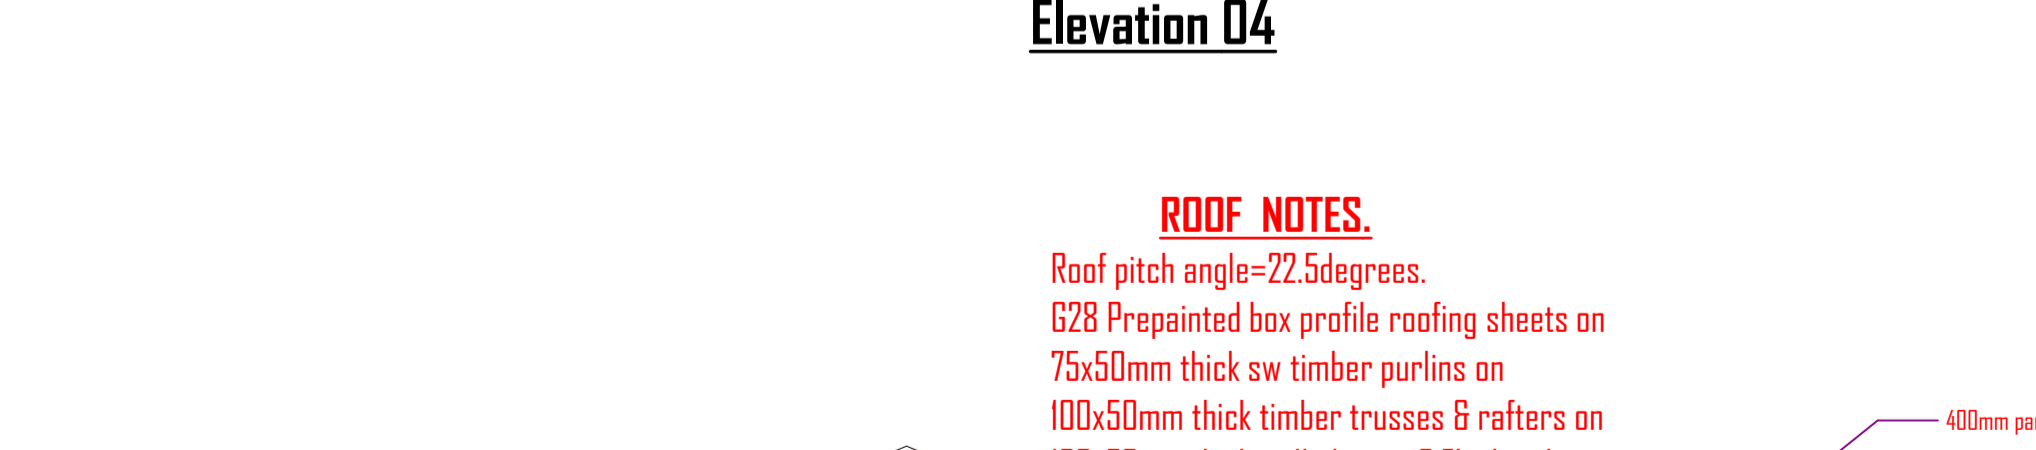 Elevation 04
ROOF NOTES.
Roof pitch angle=22.5degrees.
G28 Prepainted box profile roofing sheets on
75x50mm thick sw timber purlins on
100x50mm thick timber trusses & rafters on
400mm